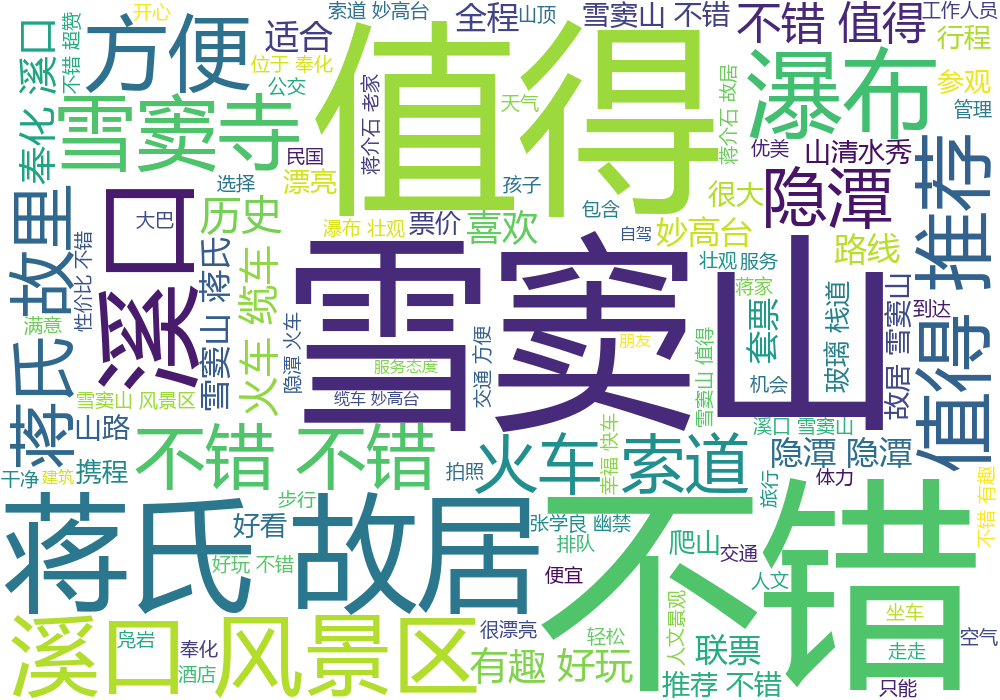 开心
索道 妙高台
全程
山顶
雪窦山 不错
不错 值得
工作人员
行程
方便
值得
适合
位于 奉化
公交
瀑布
参观
管理
奉化 溪口
不错 超赞
雪窦寺
蒋介石 老家
天气
蒋介石 故居
优美
山清水秀
民国
漂亮
选择
孩子
很大
隐潭
值得 推荐
蒋氏 故里
溪口
大巴
历史
瀑布 壮观
票价
喜欢
包含
自驾
妙高台
路线
性价比 不错
雪窦山 蒋氏
火车 缆车
雪窦山
壮观
服务
蒋家
套票
玻璃 栈道
故居 雪窦山
到达
满意
隐潭 火车
服务态度
交通 方便
朋友
雪窦山 值得
机会
雪窦山 风景区
缆车 妙高台
山路
不错 不错
火车 索道
幸福 快车
溪口 雪窦山
隐潭 隐潭
干净
建筑
携程
拍照
步行
旅行
体力
不错 有趣
蒋氏 故居
好看
张学良 幽禁
排队
爬山
交通
不错
好玩 不错
便宜
人文
坐车
溪口 风景区
凫岩
奉化
酒店
很漂亮
有趣 好玩
轻松
人文景观
联票
推荐 不错
走走
空气
只能